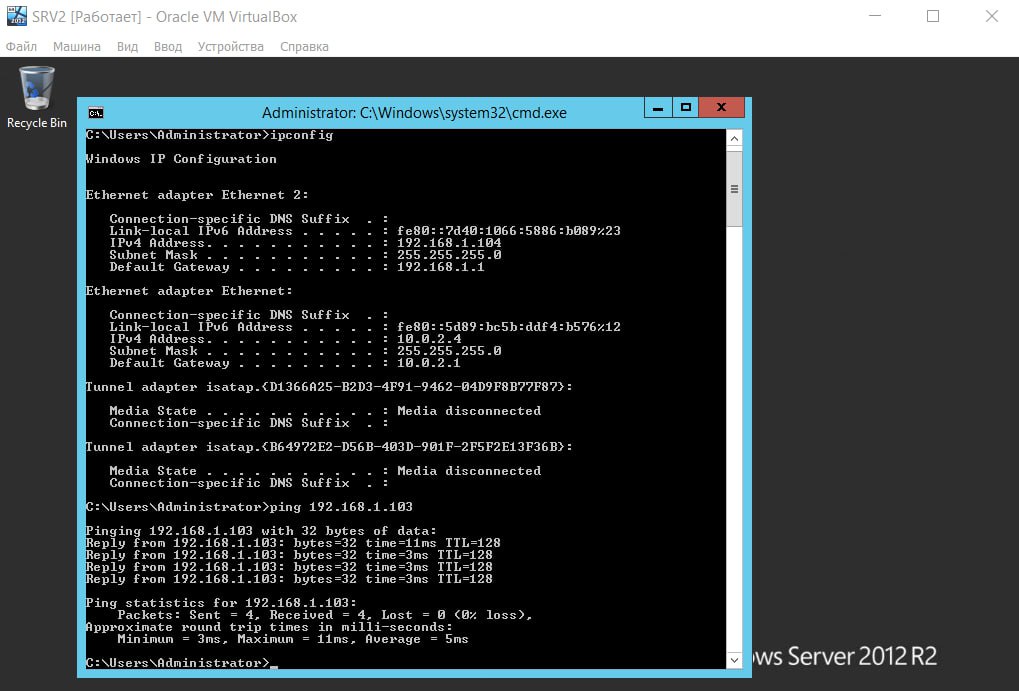 SRV2 [Работает] - Oracle VM VirtualBox
Файл Машина Вид Ввод Устройства Справка
Recycle Bin
Administrator: C:\Windows\system32\cmd.exe
C:\Users\Administrator>ipconfig
Windows IP Configuration
Ethernet adapter Ethernet 2:
Connection-specific DNS Suffix . :
Link-local IPv6 Address . . . . . : fe80::7d40:1066:5886:b089%23
IPv4 Address. . . . . . . . . . . : 192.168.1.104
Subnet Mask . . . . . . . . . . . : 255.255.255.0
Default Gateway . . . . . . . . . : 192.168.1.1
Ethernet adapter Ethernet:
Connection-specific DNS Suffix . :
Link-local IPv6 Address . . . . . : fe80::5d89:bc5b:ddf4:b576%12
IPv4 Address. . . . . . . . . . . : 10.0.2.4
Subnet Mask . . . . . . . . . . . : 255.255.255.0
Default Gateway . . . . . . . . . : 10.0.2.1
Tunnel adapter isatap.{D1366A25-B2D3-4F91-9462-04D9F8B77F87}:
Media State . . . . . . . . . . . : Media disconnected
Connection-specific DNS Suffix . :
Tunnel adapter isatap.{B64972E2-D56B-403D-901F-2F5F2E13F36B}:
Media State . . . . . . . . . . . : Media disconnected
Connection-specific DNS Suffix . :
C:\Users\Administrator>ping 192.168.1.103
Pinging 192.168.1.103 with 32 bytes of data:
Reply from 192.168.1.103: bytes=32 time=11ms TTL=128
Reply from 192.168.1.103: bytes=32 time=3ms TTL=128
Reply from 192.168.1.103: bytes=32 time=3ms TTL=128
Reply from 192.168.1.103: bytes=32 time=3ms TTL=128
Ping statistics for 192.168.1.103:
Packets: Sent = 4, Received = 4, Lost = 0 (0% loss),
Approximate round trip times in milli-seconds:
Minimum = 3ms, Maximum = 11ms, Average = 5ms
C:\Users\Administrator>_
ows Server 2012 R2